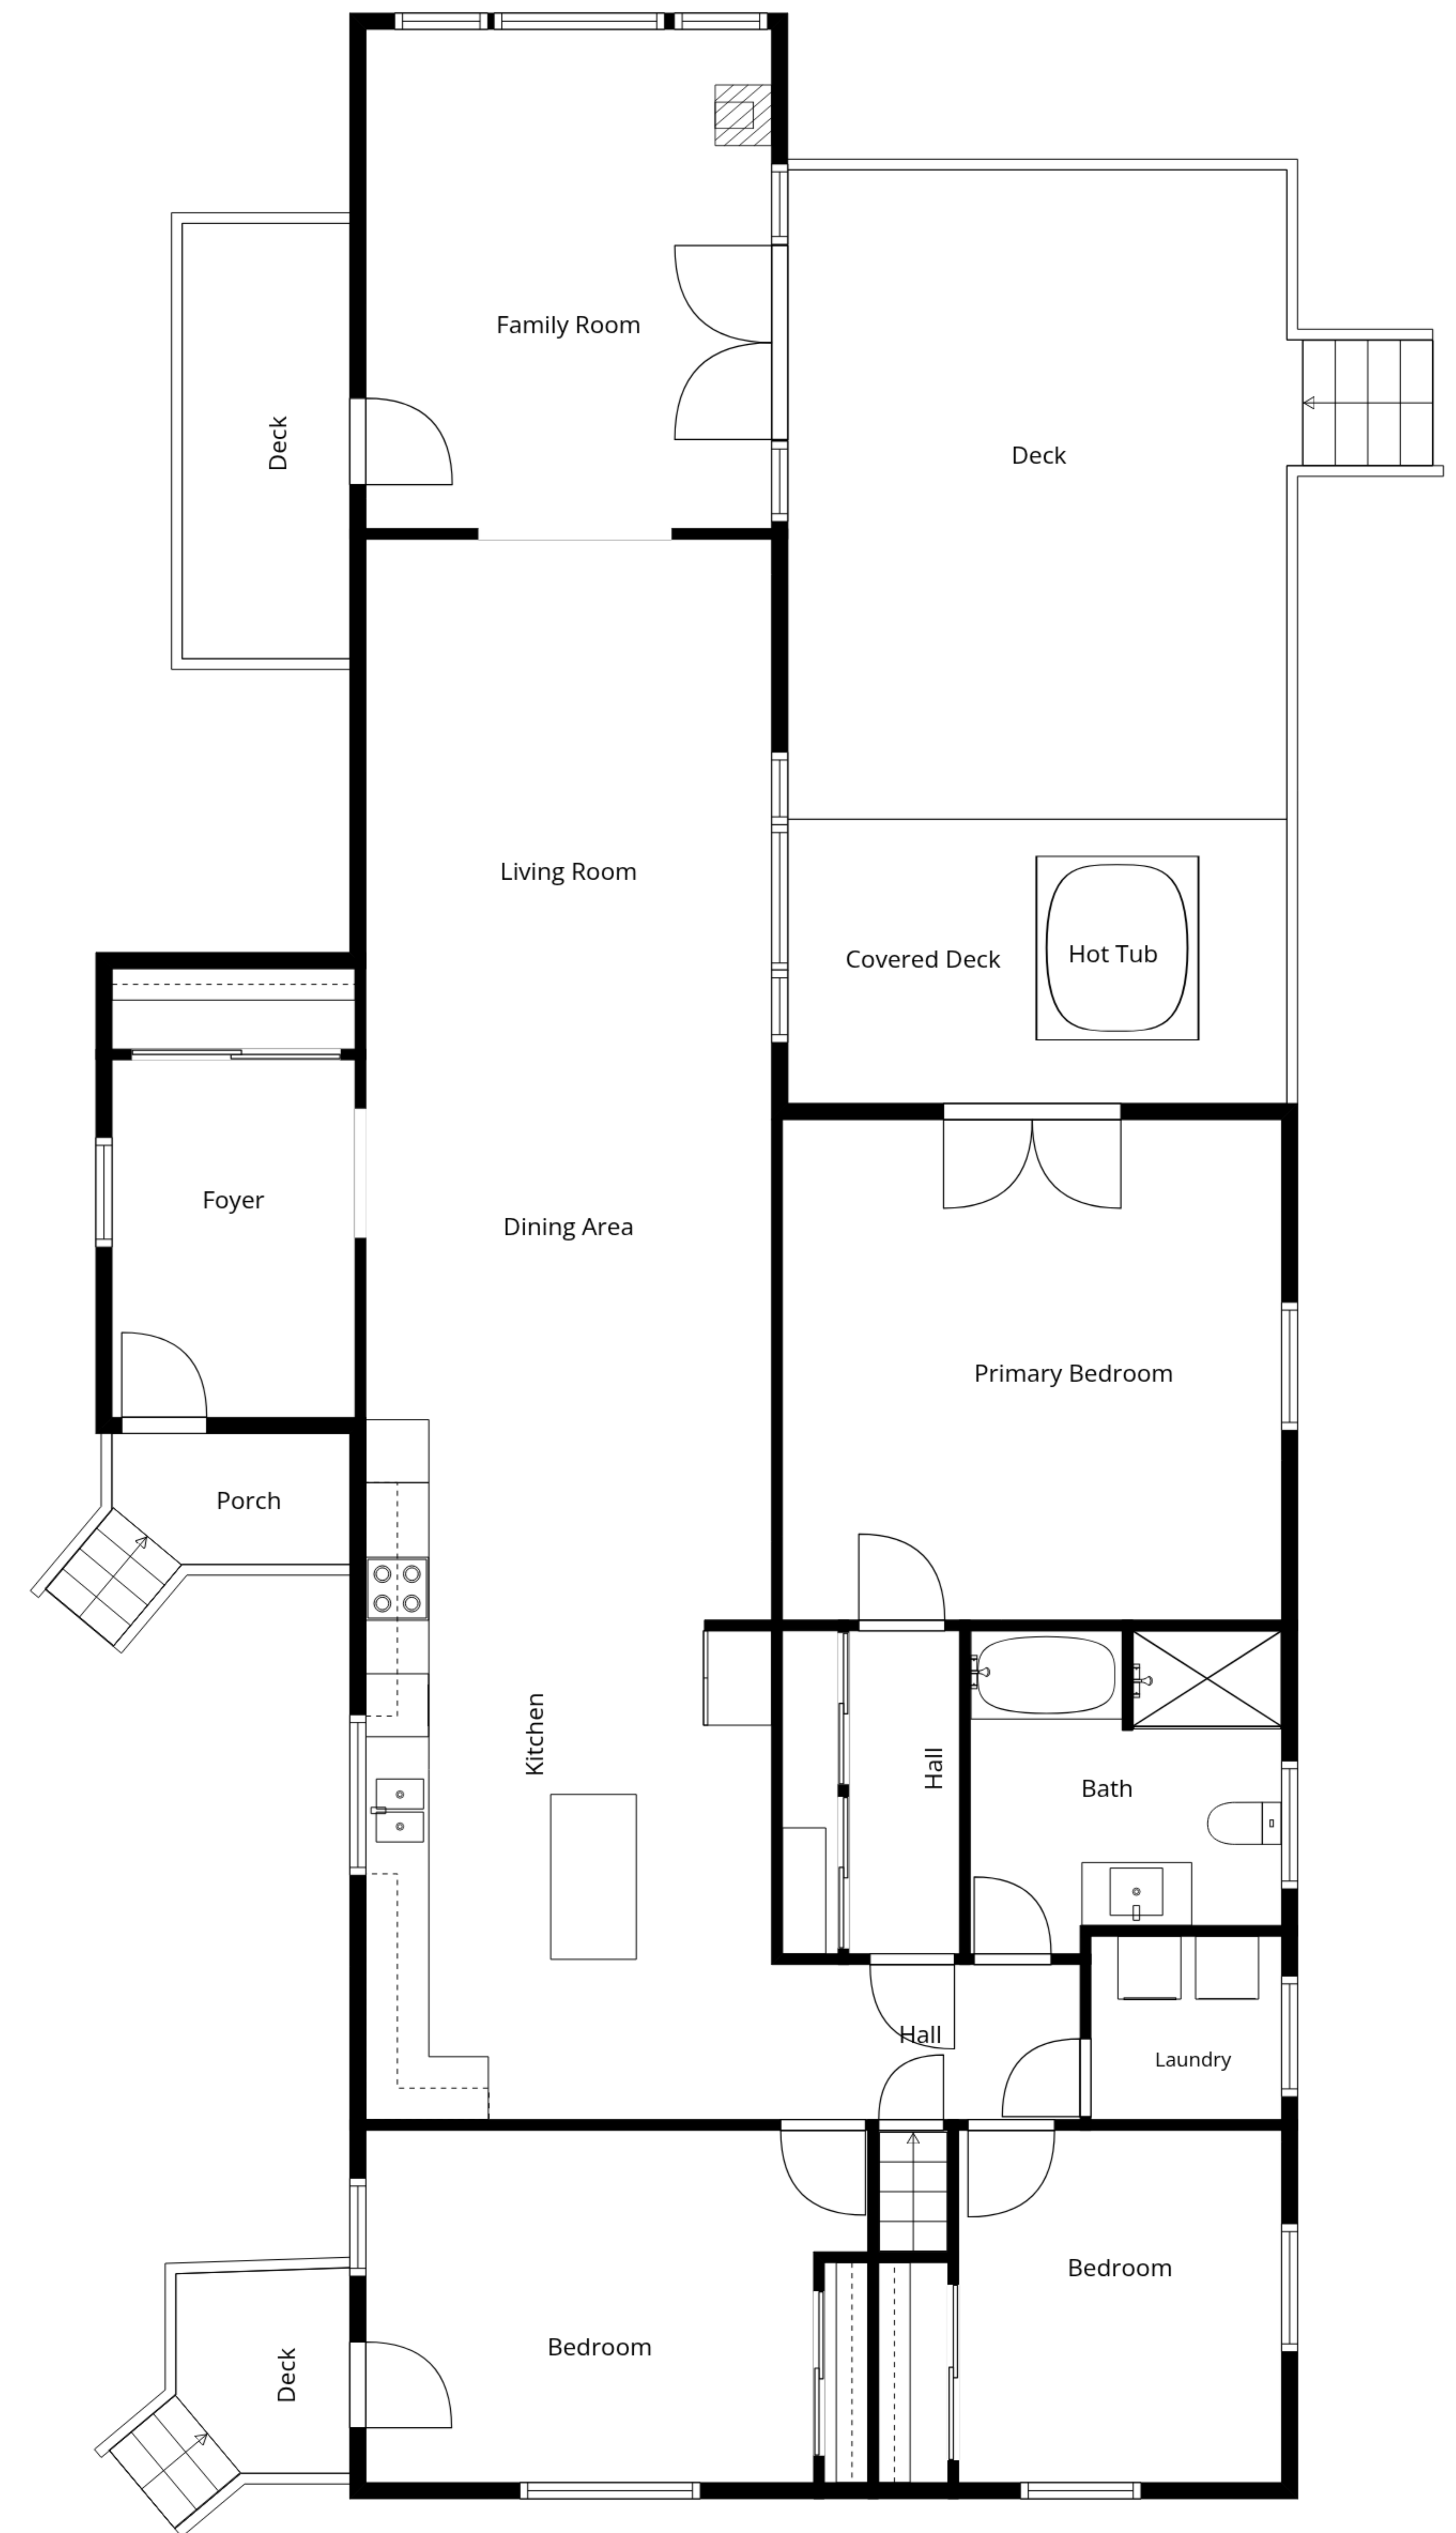 Family Room
Deck
Deck
Living Room
Covered Deck
Hot Tub
Foyer
Dining Area
Primary Bedroom
Porch
Kitchen
Hall
Bath
Hall
Laundry
Bedroom
Bedroom
Deck